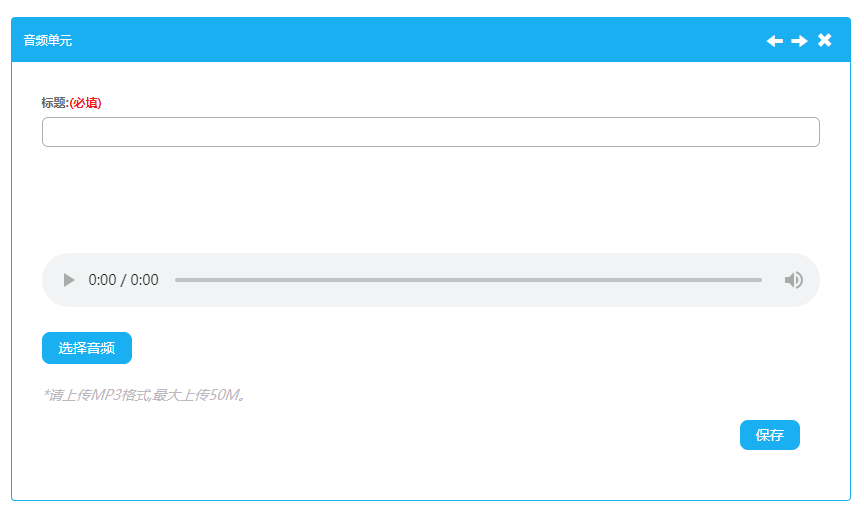 音频单元
标题:(必填)
0:00 / 0:00
选择音频
*请上传MP3格式,最大上传50M。
保存